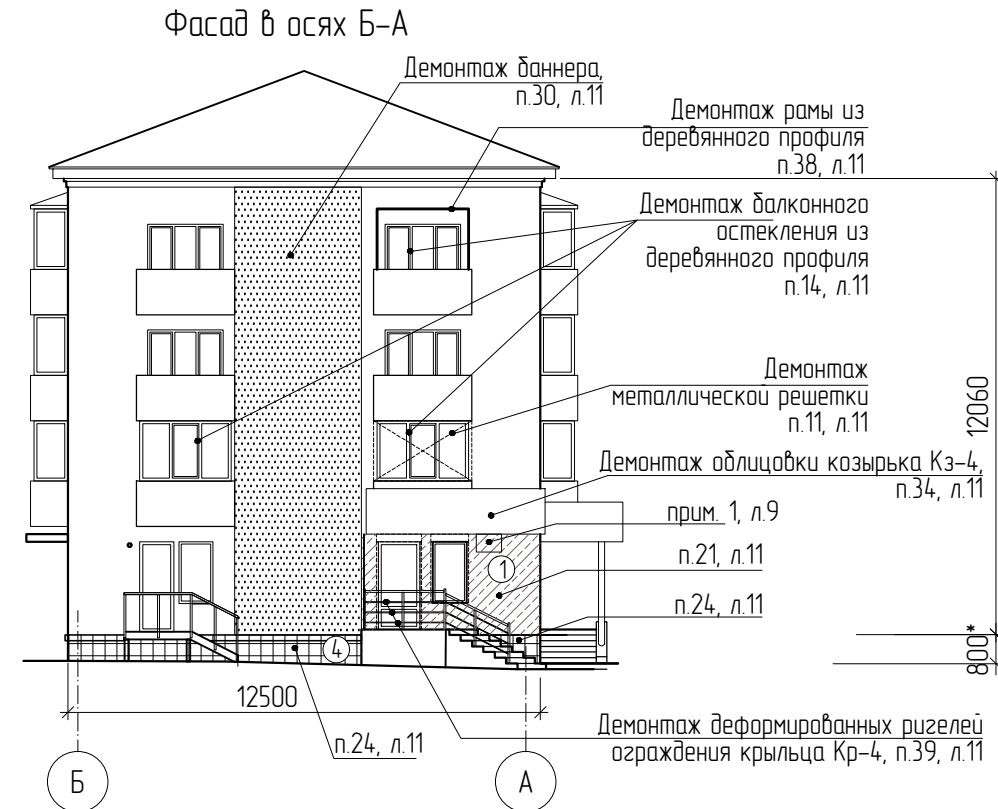 Фасад в осях Б-А
Демонтаж баннера,
п.30, л.11
Демонтаж рамы из
деревянного профиля
п.38, л.11
Демонтаж балконного
остекления из
деревянного профиля
п.14, л.11
Демонтаж
металлической решетки
п.11, л.11
12060
Демонтаж облицовки козырька Кз-4,
п.34, л.11
прим. 1, л.9
1
п.21, л.11
п.24, л.11
4
800*
12500
п.24, л.11
Демонтаж деформированных ригелей
ограждения крыльца Кр-4, п.39, л.11
Б
А